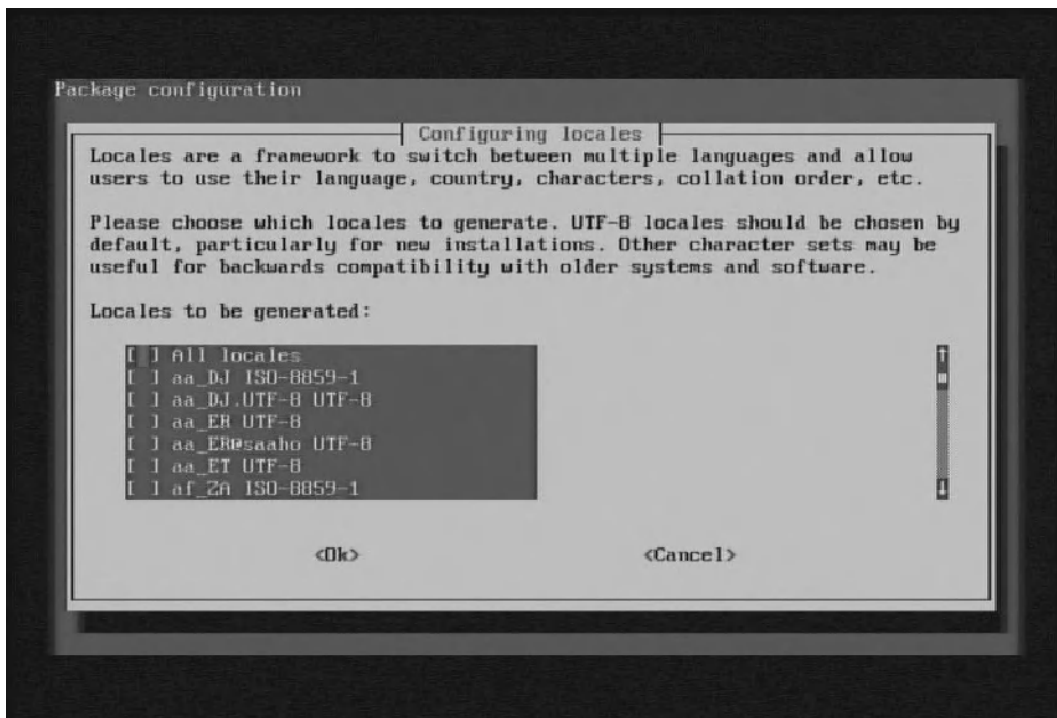 Package configuration
Configuring locales
Locales are a framework to switch between multiple languages and allow
users to use their language, country, characters, collation order, etc.
Please choose which locales to generate. UTF-8 locales should be chosen by
default, particularly for new installations. Other character sets may be
useful for backwards compatibility with older systems and software.
Locales to be generated:
[ ] All locales
[ ] aa_DJ ISO-8859-1
[ ] aa_DJ.UTF-8 UTF-8
[ ] aa_ER UTF-8
[ ] aa_ER@saaho UTF-8
[ ] aa_ET UTF-8
[ ] af_ZA ISO-8859-1
<Ok> <Cancel>